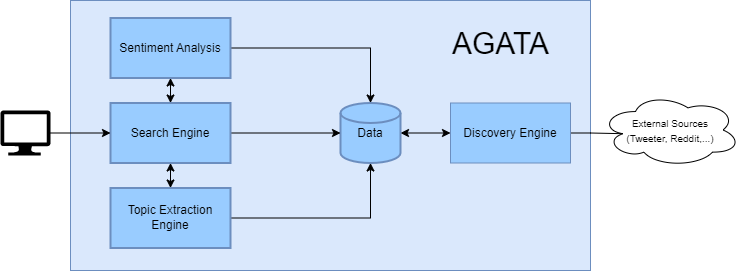 AGATA
Sentiment Analysis
Search Engine
Data
Discovery Engine
External Sources
(Tweeter, Reddit,...)
Topic Extraction
Engine